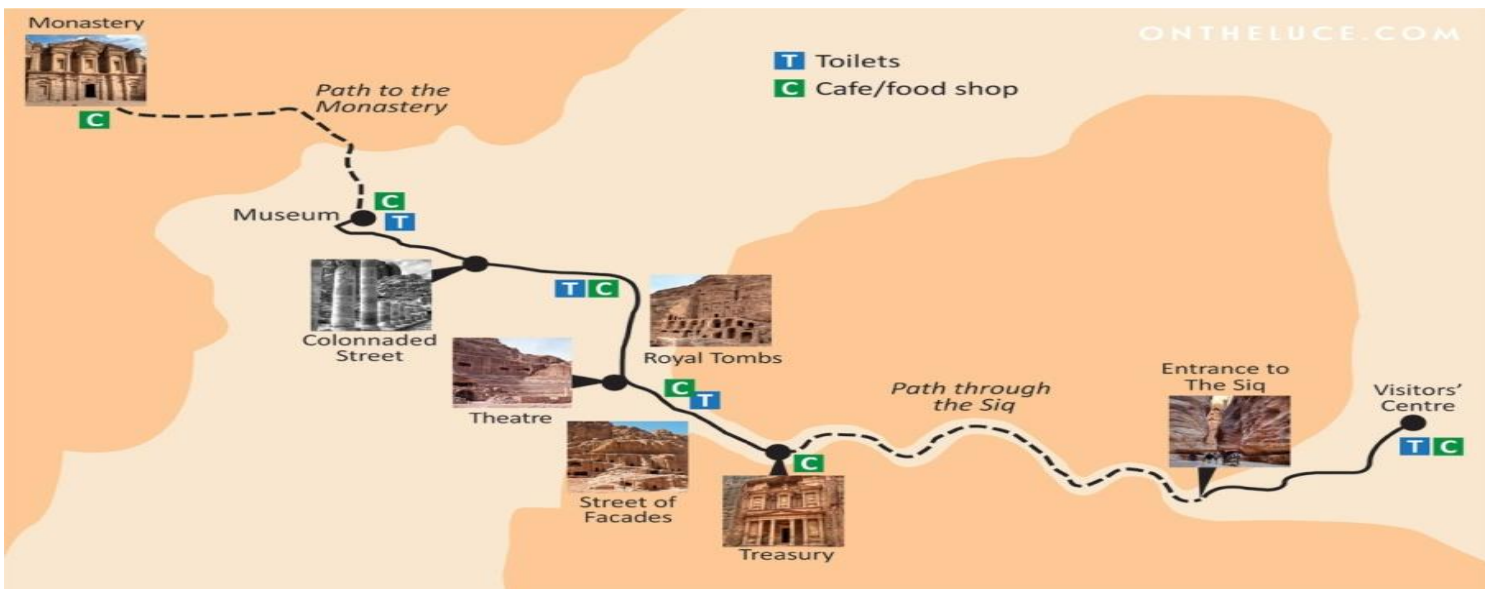 Monastery
ONTHELUCE.COM
T Toilets
C Cafe/food shop
Path to the
Monastery
C
C
Museum
T
T C
Colonnaded
Street
Royal Tombs
Theatre
C
T
Path through
the Siq
Entrance to
The Siq
Visitors'
Centre
T C
C
Street of
Facades
Treasury